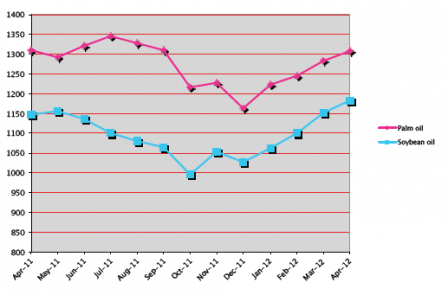 1400
1350
1300
1250
1200
1150
1100
1050
1000
950
900
850
800
Apr-11
May-11
Jun-11
Jul-11
Aug-11
Sep-11
Oct-11
Nov-11
Dec-11
Jan-12
Feb-12
Mar-12
Apr-12
Palm oil
Soybean oil